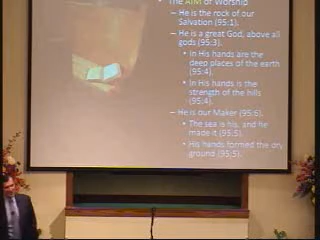 The AIM of Worship
– He is the rock of our
Salvation (95:1).
– He is a great God, above all
gods (95:3).
• In His hands are the
deep places of the earth
(95:4).
• In His hands is the
strength of the hills
(95:4).
– He is our Maker (95:6).
• The sea is his, and he
made it (95:5).
• His hands formed the dry
ground (95:5).